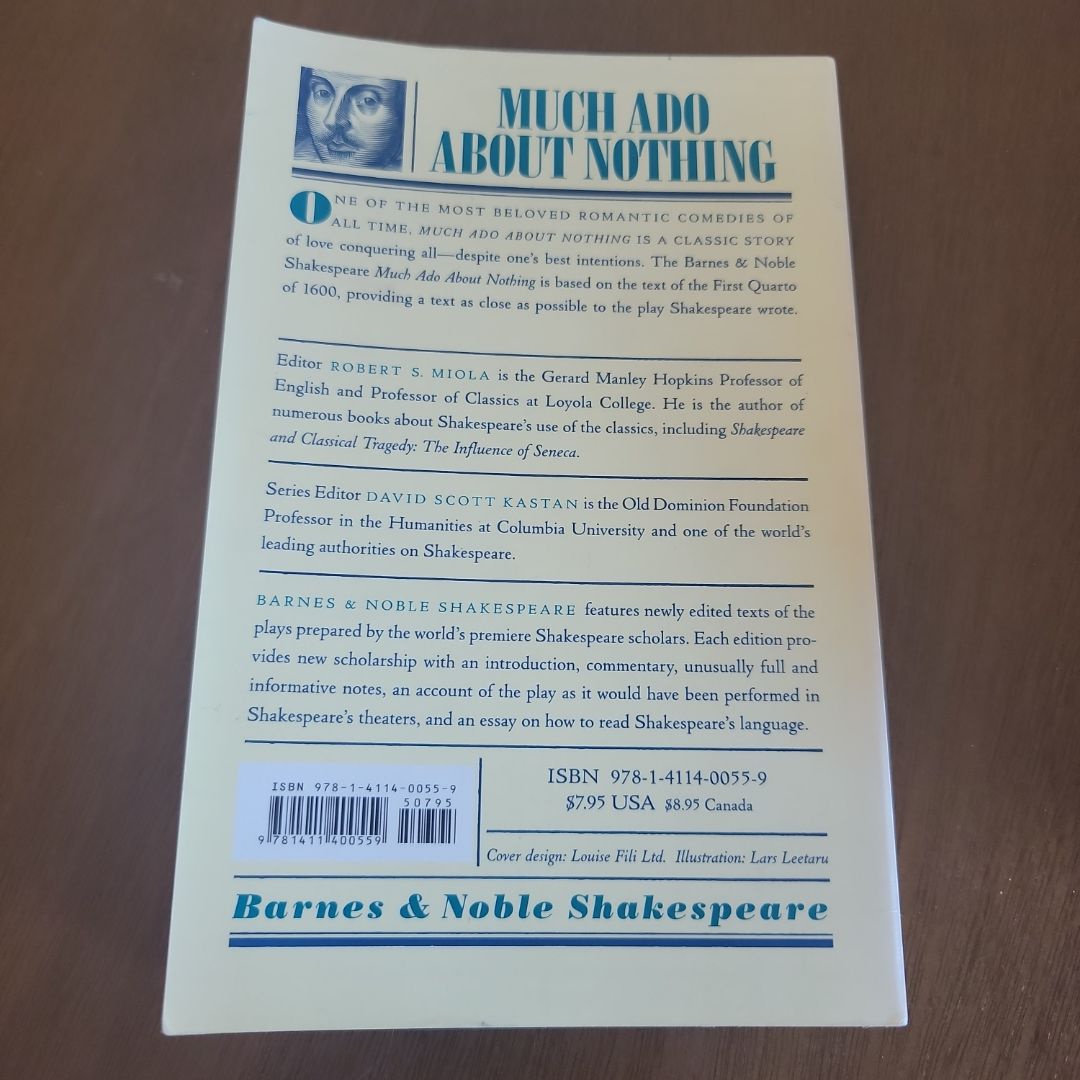 MUCH ADO
ABOUT NOTHING
ONE OF THE MOST BELOVED ROMANTIC COMEDIES OF
ALL TIME, MUCH ADO ABOUT NOTHING IS A CLASSIC STORY
of love conquering all—despite one's best intentions. The Barnes & Noble
Shakespeare Much Ado About Nothing is based on the text of the First Quarto
of 1600, providing a text as close as possible to the play Shakespeare wrote.
Editor ROBERT S. MIOLA is the Gerard Manley Hopkins Professor of
English and Professor of Classics at Loyola College. He is the author of
numerous books about Shakespeare's use of the classics, including Shakespeare
and Classical Tragedy: The Influence of Seneca.
Series Editor DAVID SCOTT KASTAN is the Old Dominion Foundation
Professor in the Humanities at Columbia University and one of the world's
leading authorities on Shakespeare.
BARNES & NOBLE SHAKESPEARE features newly edited texts of the
plays prepared by the world's premiere Shakespeare scholars. Each edition pro-
vides new scholarship with an introduction, commentary, unusually full and
informative notes, an account of the play as it would have been performed in
Shakespeare's theaters, and an essay on how to read Shakespeare's language.
ISBN 978-1-4114-0055-9
50795
9 781411 400559
ISBN 978-1-4114-0055-9
$7.95 USA $8.95 Canada
Cover design: Louise Fili Ltd. Illustration: Lars Leetaru
Barnes & Noble Shakespeare